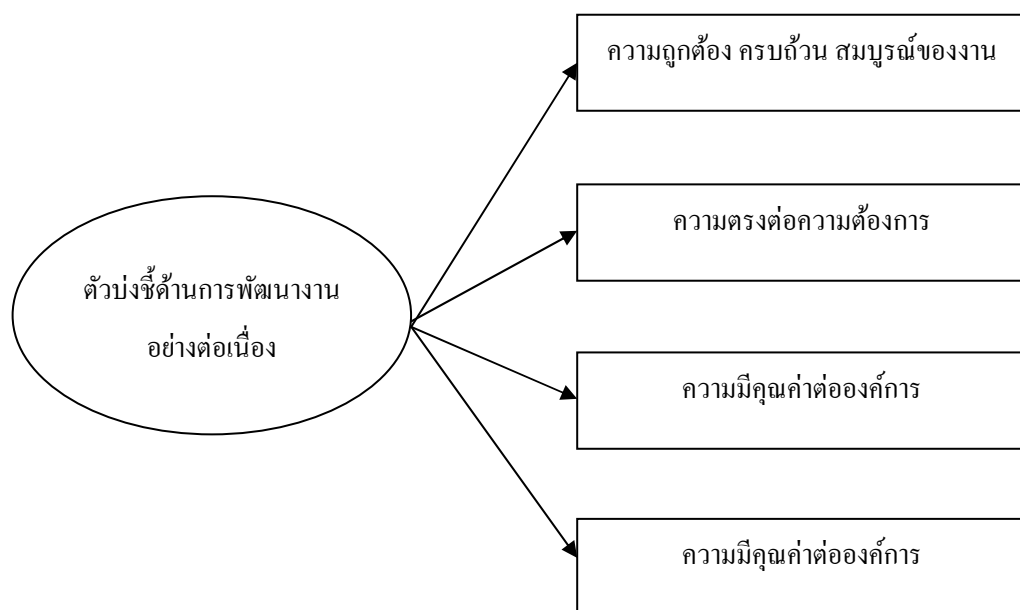 ความถูกต้อง ครบถ้วน สมบูรณ์ของงาน
ความตรงต่อความต้องการ
ตัวบ่งชี้ด้านการพัฒนางาน
อย่างต่อเนื่อง
ความมีคุณค่าต่อองค์การ
ความมีคุณค่าต่อองค์การ